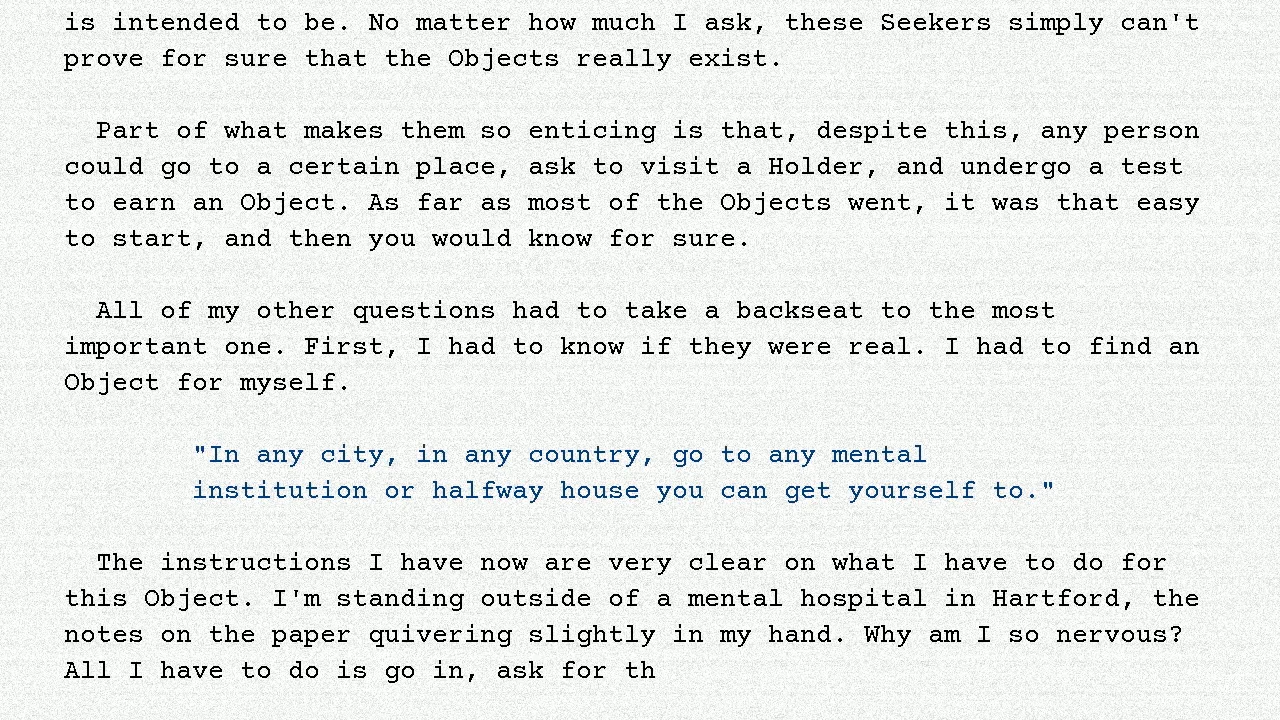 is intended to be. No matter how much I ask, these Seekers simply can't
prove for sure that the Objects really exist.
Part of what makes them so enticing is that, despite this, any person
could go to a certain place, ask to visit a Holder, and undergo a test
to earn an Object. As far as most of the Objects went, it was that easy
to start, and then you would know for sure.
All of my other questions had to take a backseat to the most
important one. First, I had to know if they were real. I had to find an
Object for myself.
"In any city, in any country, go to any mental
institution or halfway house you can get yourself to."
The instructions I have now are very clear on what I have to do for
this Object. I'm standing outside of a mental hospital in Hartford, the
notes on the paper quivering slightly in my hand. Why am I so nervous?
All I have to do is go in, ask for th